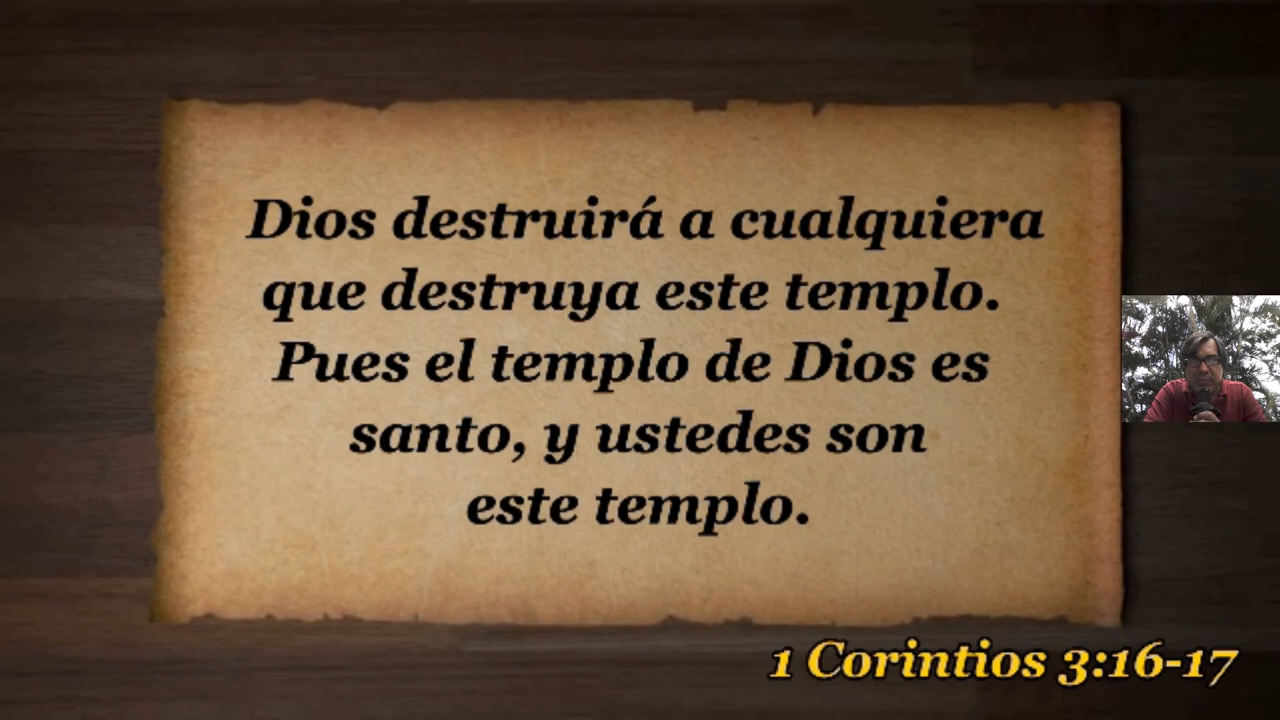 Dios destruirá a cualquiera
que destruya este templo.
Pues el templo de Dios es
santo, y ustedes son
este templo.
1 Corintios 3:16-17